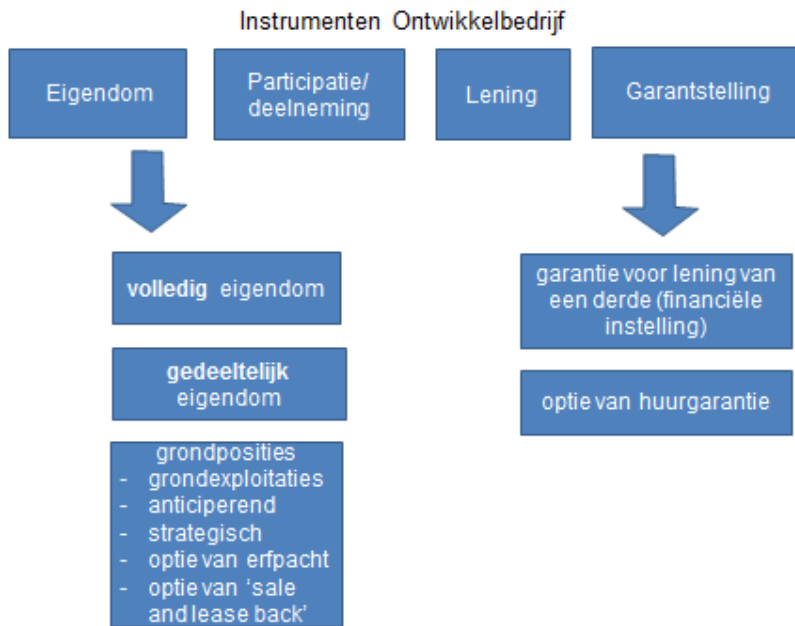 Instrumenten Ontwikkelbedrijf
Eigendom
Participatie/
deelneming
Lening
Garantstelling
volledig eigendom
gedeeltelijk
eigendom
grondposities
- grondexploitaties
- anticiperend
- strategisch
- optie van erfpacht
- optie van ‘sale
and lease back’
garantie voor lening van
een derde (financiële
instelling)
optie van huurgarantie